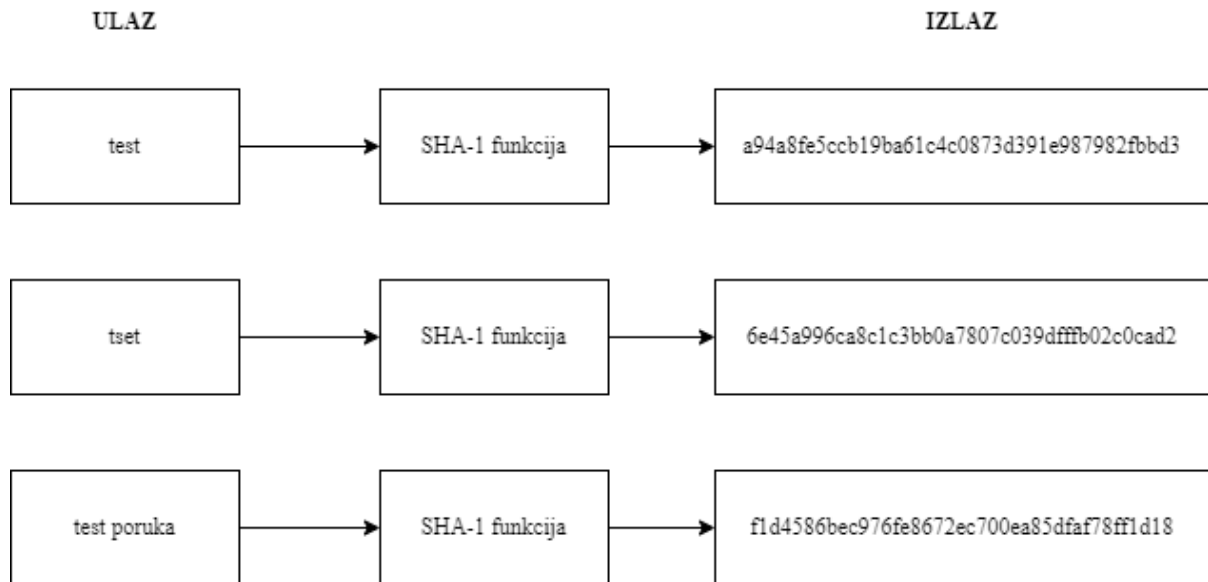 ULAZ IZLAZ
test SHA-1 funkcija a94a8fe5ccb19ba61c4c0873d391e987982fbbd3
tset SHA-1 funkcija 6e45a996ca8c1c3bb0a7807c039dfffb02c0cad2
test poruka SHA-1 funkcija f1d4586bec976fe8672ec700ea85dfaf78ff1d18